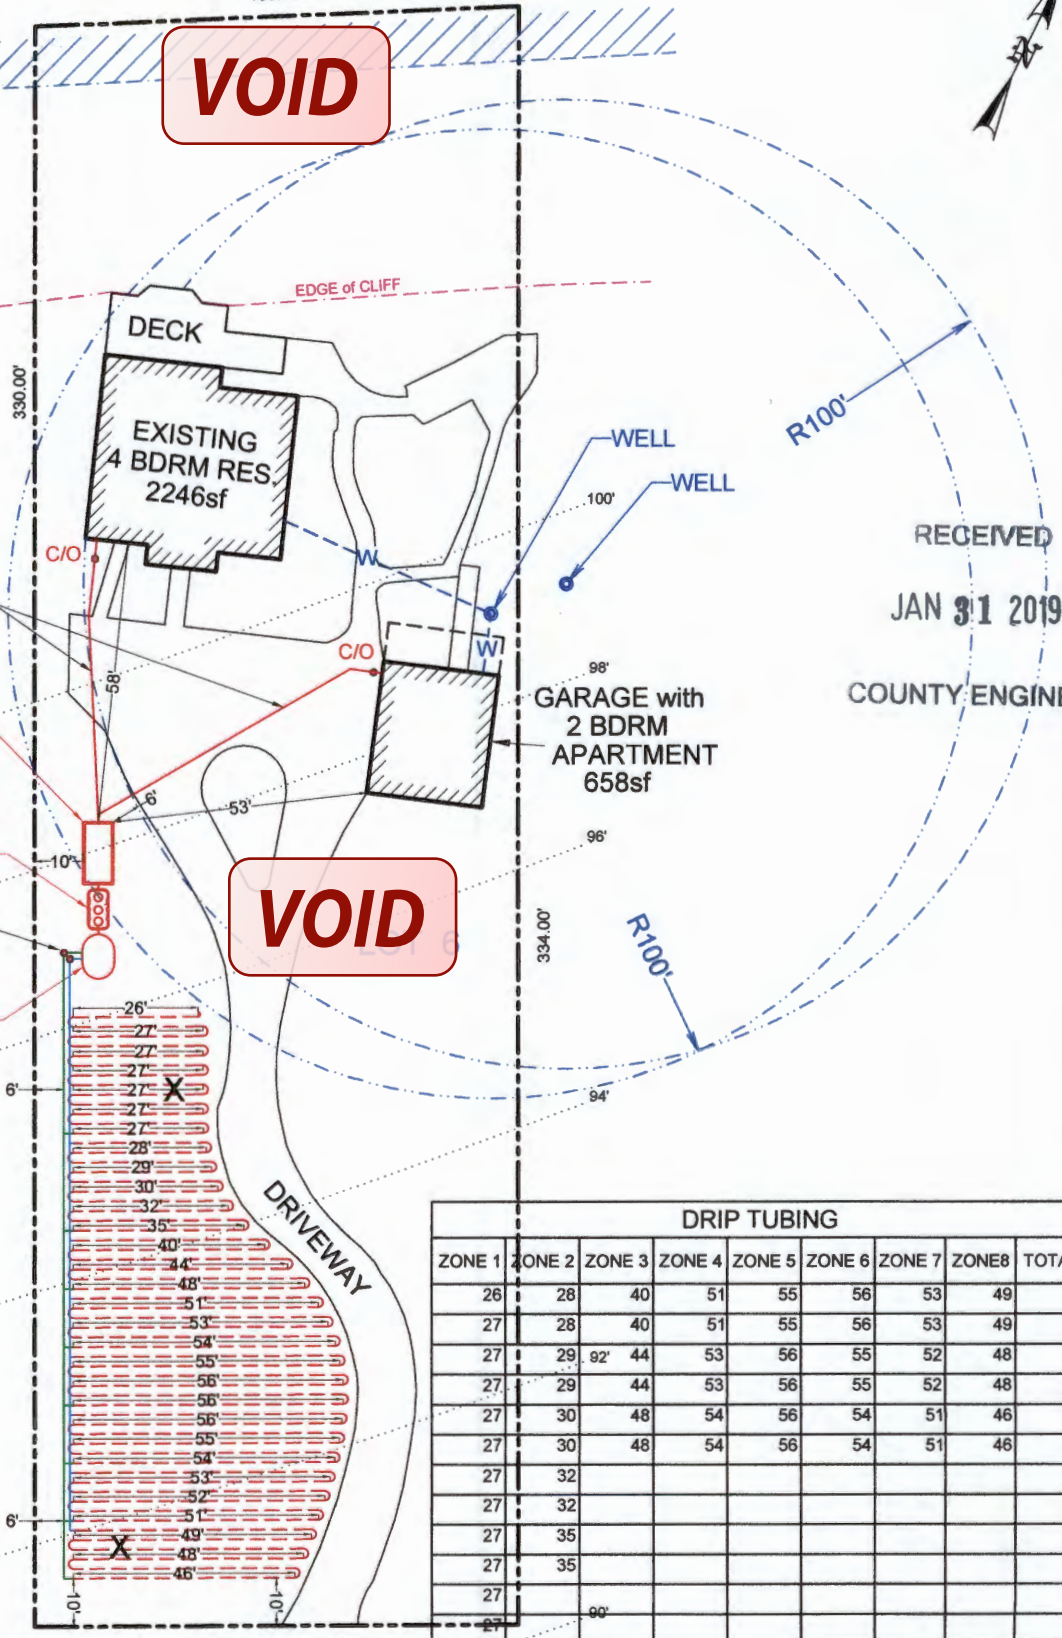 VOID
N
EDGE of CLIFF
DECK
330.00'
R100'
EXISTING
4 BDRM RES.
2246sf
WELL
WELL
100'
RECEIVED
JAN 31 2019
COUNTY ENGINE
C/O
W
W
C/O
58'
98'
GARAGE with
2 BDRM
APARTMENT
658sf
6'
53'
96'
10'
VOID
LOT 6
334.00'
R100'
26'
27'
27'
27'
6'
27'
27'
27'
28'
29'
30'
32'
35'
40'
44'
48'
51'
53'
54'
55'
56'
56'
56'
55'
54'
53'
52'
51'
6'
49'
48'
46'
X
X
10'
10'
94'
DRIVEWAY
DRIP TUBING
ZONE 1 ZONE 2 ZONE 3 ZONE 4 ZONE 5 ZONE 6 ZONE 7 ZONE8 TOTA
26 28 40 51 55 56 53 49
27 28 40 51 55 56 53 49
27 29 92' 44 53 56 55 52 48
27 29 44 53 56 55 52 48
27 30 48 54 56 54 51 46
27 30 48 54 56 54 51 46
27 32
27 32
27 35
27 35
27
27 90'